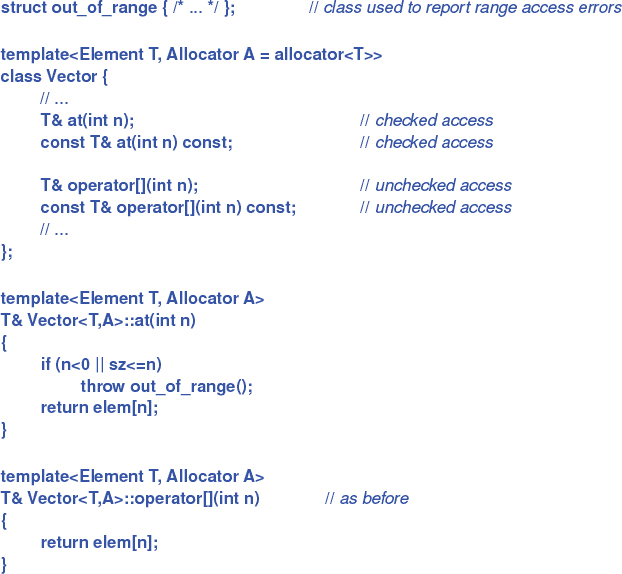 struct out_of_range { /* ... */ }; // class used to report range access errors
template<Element T, Allocator A = allocator<T>>
class Vector {
// ...
T& at(int n); // checked access
const T& at(int n) const; // checked access
T& operator[](int n); // unchecked access
const T& operator[](int n) const; // unchecked access
// ...
};
template<Element T, Allocator A>
T& Vector<T,A>::at(int n)
{
if (n<0 || sz<=n)
throw out_of_range();
return elem[n];
}
template<Element T, Allocator A>
T& Vector<T,A>::operator[](int n) // as before
{
return elem[n];
}